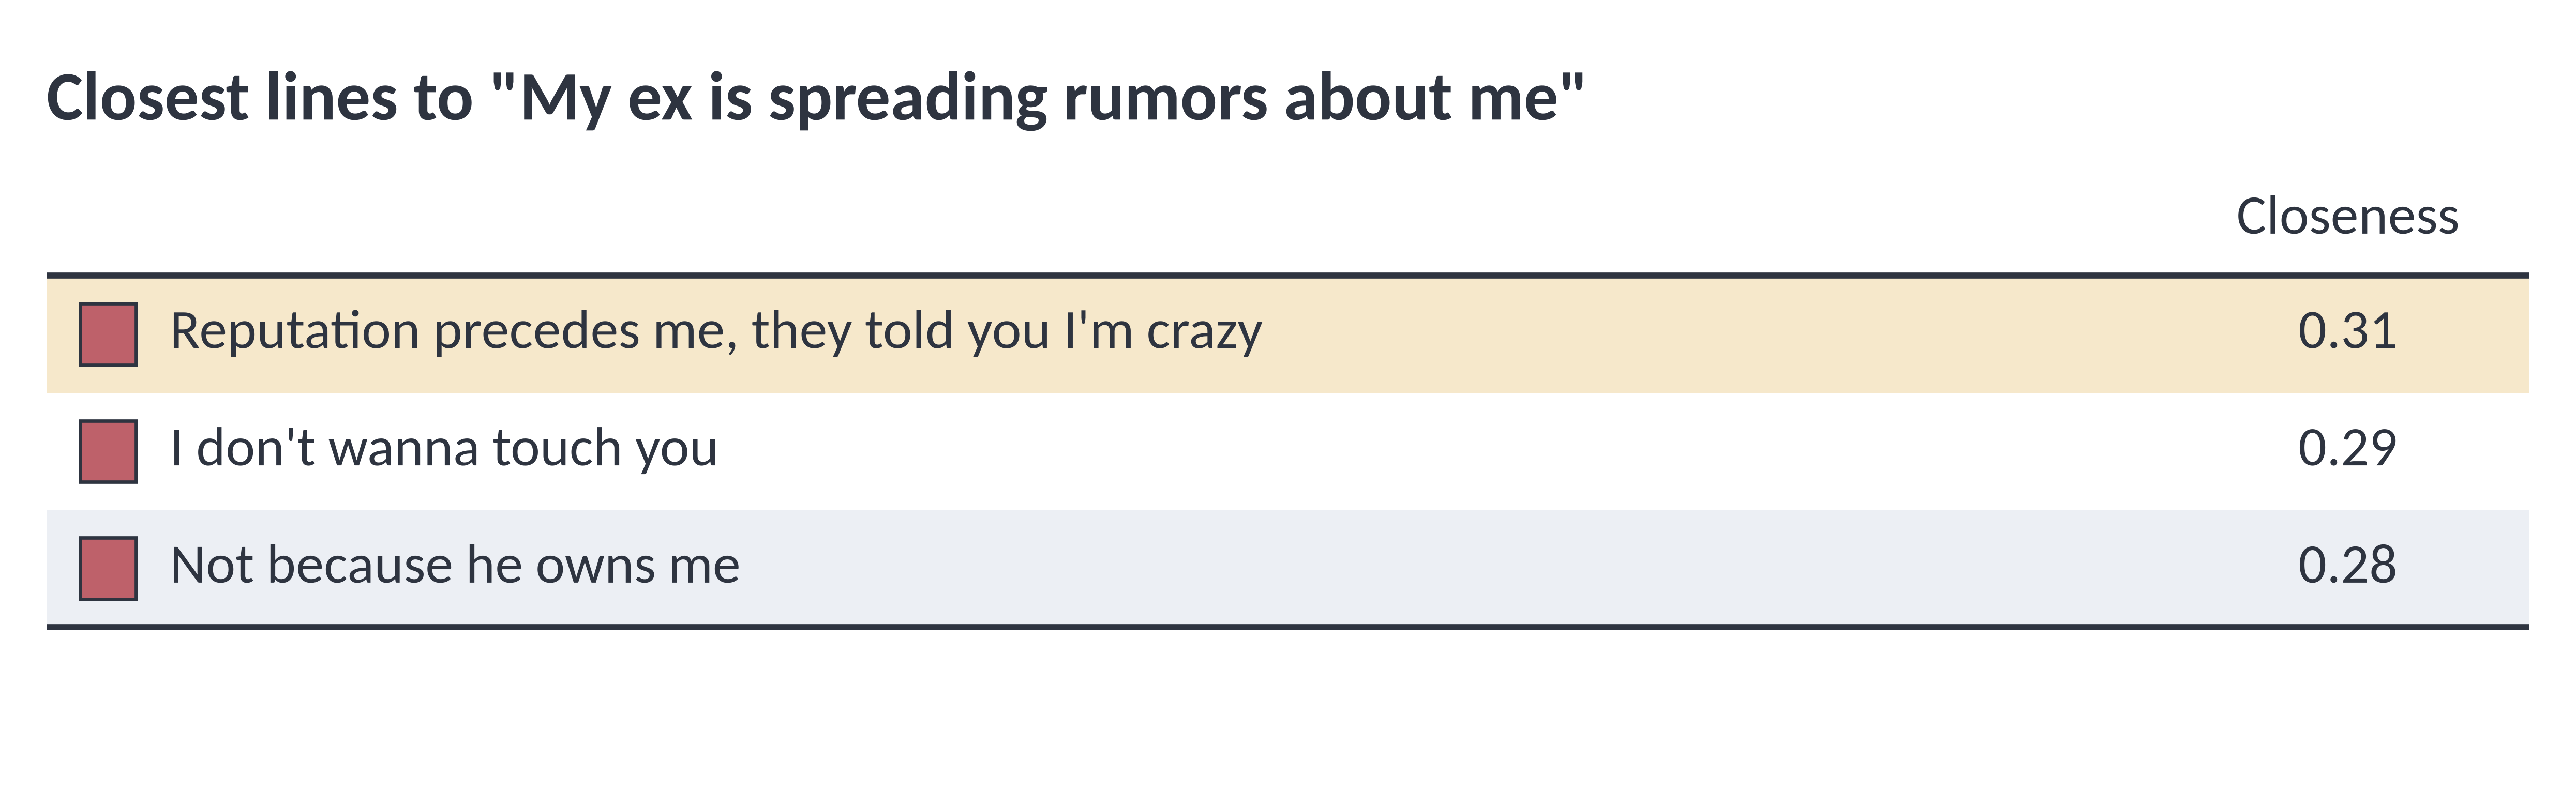 Closest lines to "My ex is spreading rumors about me"
Closeness
Reputation precedes me, they told you I'm crazy 0.31
I don't wanna touch you 0.29
Not because he owns me 0.28